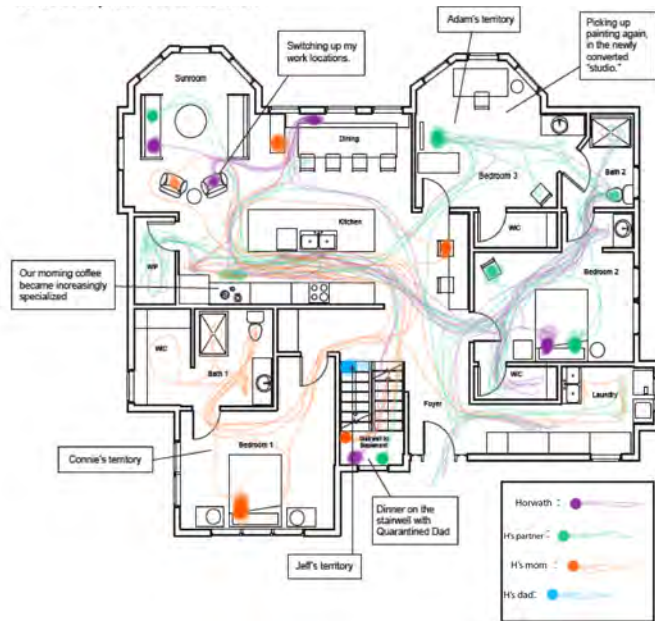 Adam's territory
Picking up
painting again,
in the newly
converted
"studio."
Switching up my
work locations.
Sunroom
Dining
Bedroom 3
Bath 2
Kitchen
WIC
WP
Bedroom 2
Our morning coffee
became increasingly
specialized
WIC
Bath 1
WIC
Laundry
Foyer
Stairwell to
Basement
Bedroom 1
Connie's territory
Dinner on the
stairwell with
Quarantined Dad
Jeff's territory
Horwath :
H's partner:
H's mom :
H's dad: